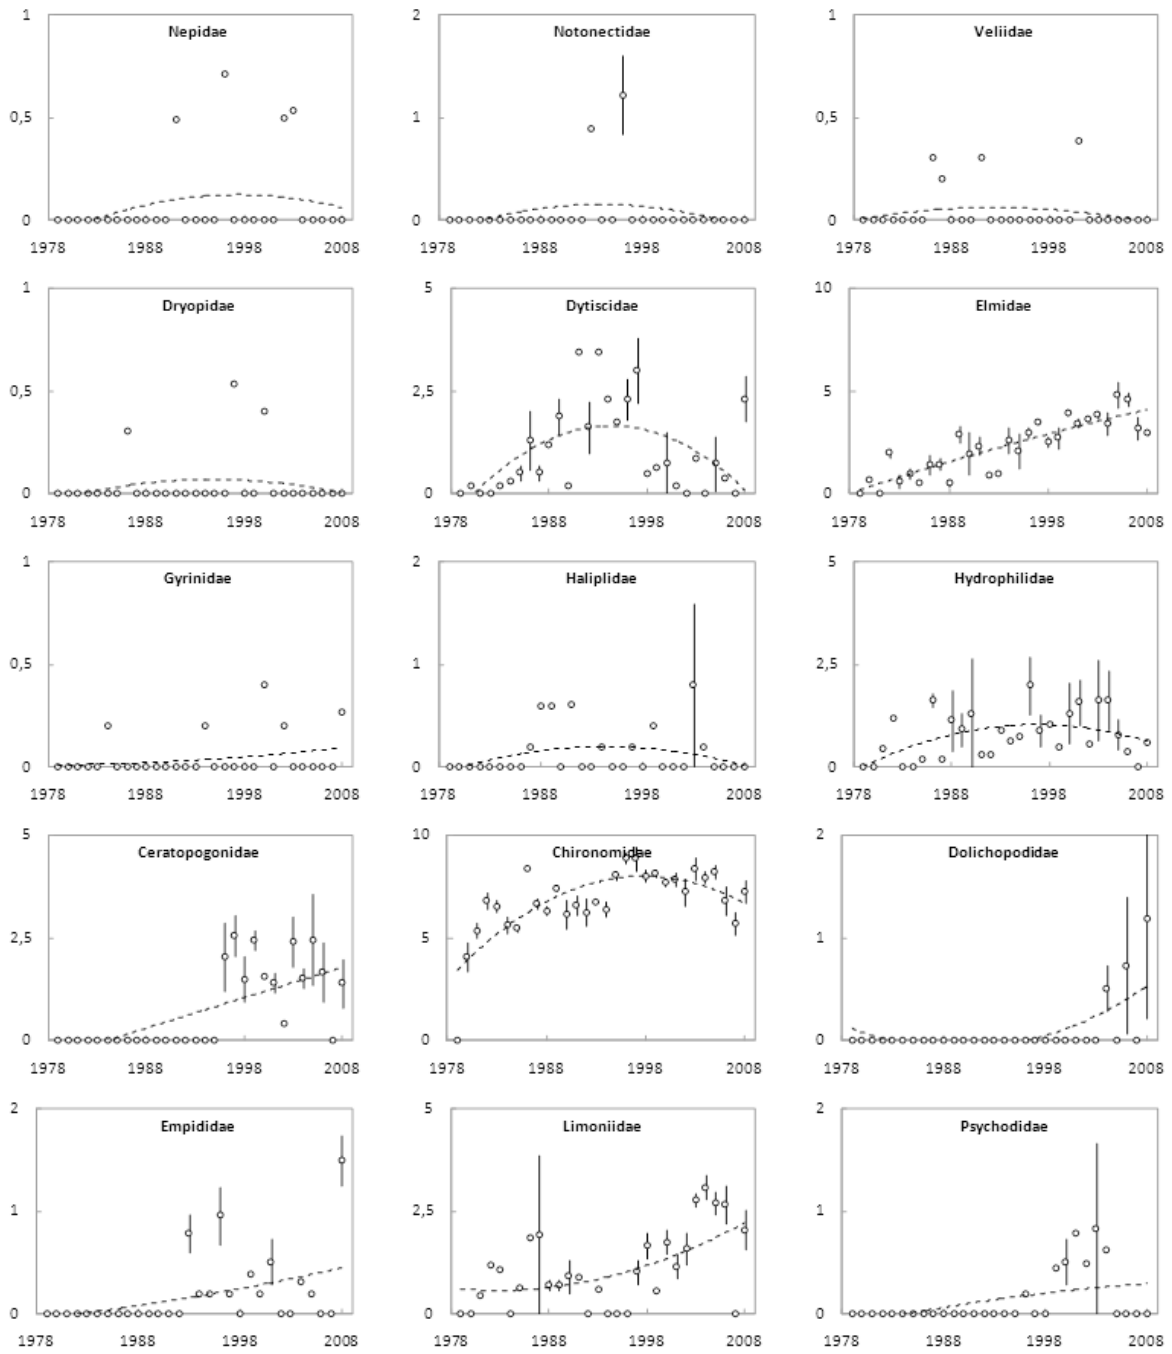 1 Nepidae
0,5
0
1978 1988 1998 2008
2 Notonectidae
1
0
1978 1988 1998 2008
1 Veliidae
0,5
0
1978 1988 1998 2008
1 Dryopidae
0,5
0
1978 1988 1998 2008
5 Dytiscidae
2,5
0
1978 1988 1998 2008
10 Elmidae
5
0
1978 1988 1998 2008
1 Gyrinidae
0,5
0
1978 1988 1998 2008
2 Haliplidae
1
0
1978 1988 1998 2008
5 Hydrophilidae
2,5
0
1978 1988 1998 2008
5 Ceratopogonidae
2,5
0
1978 1988 1998 2008
10 Chironomidae
5
0
1978 1988 1998 2008
2 Dolichopodidae
1
0
1978 1988 1998 2008
2 Empididae
1
0
1978 1988 1998 2008
5 Limoniidae
2,5
0
1978 1988 1998 2008
2 Psychodidae
1
0
1978 1988 1998 2008